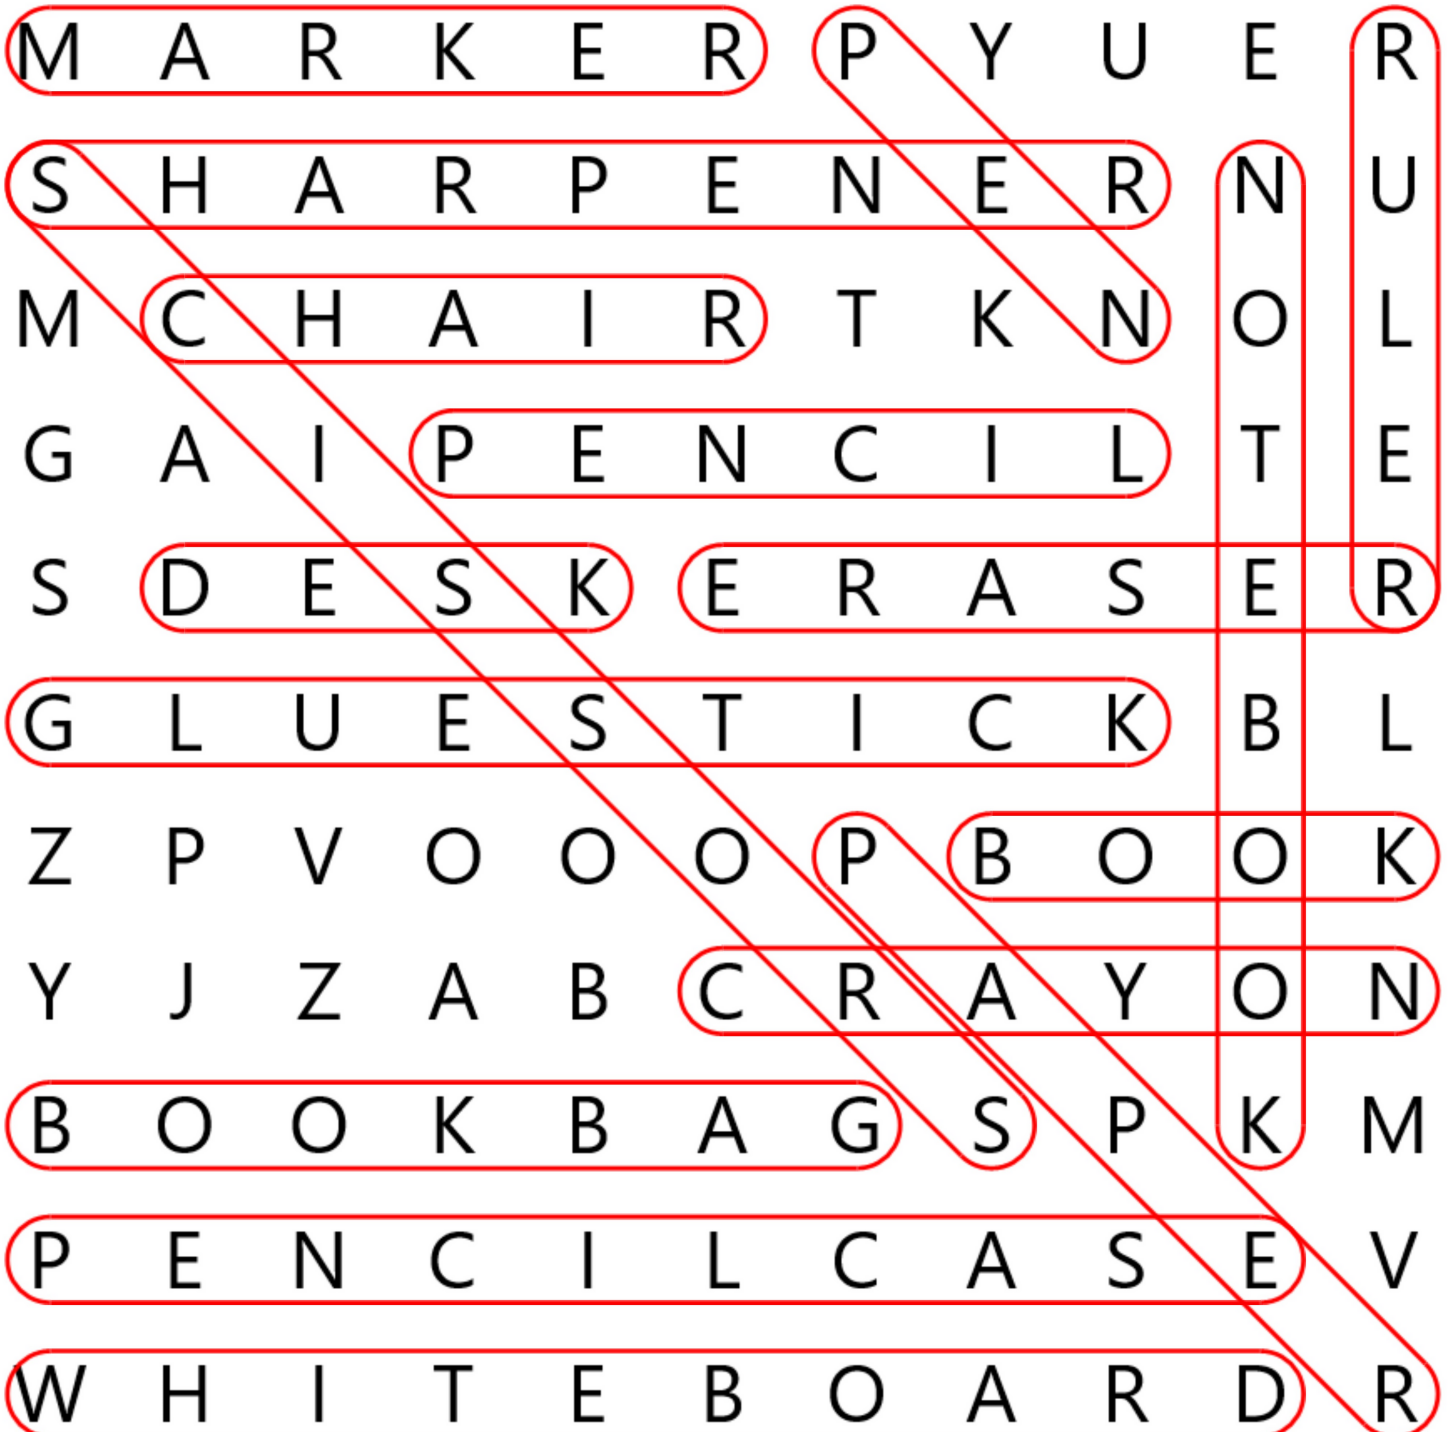 M A R K E R P Y U E R
S H A R P E N E R N U
M C H A I R T K N O L
G A I P E N C I L T E
S D E S K E R A S E R
G L U E S T I C K B L
Z P V O O O P B O O K
Y J Z A B C R A Y O N
B O O K B A G S P K M
P E N C I L C A S E V
W H I T E B O A R D R